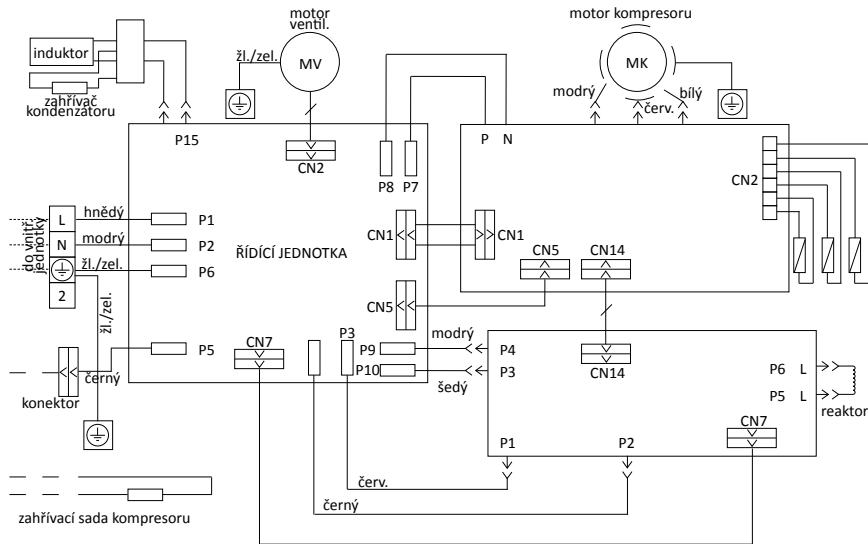 motor
ventil.
motor kompresoru
žl./zel.
MV
MK
induktor
zahřívač
kondenzátoru
modrý
červ.
bílý
P15
CN2
P8
P7
P
N
CN2
L
hnědý
P1
N
modrý
P2
žl./zel.
P6
2
do vnitř.
jednotky
žl./zel.
ŘÍDÍCÍ JEDNOTKA
CN1
CN1
CN5
CN14
CN5
P5
černý
konektor
CN7
P3
P9
P10
modrý
šedý
P4
P3
CN14
P6
L
P5
L
reaktor
CN7
P1
P2
červ.
černý
zahřívací sada kompresoru